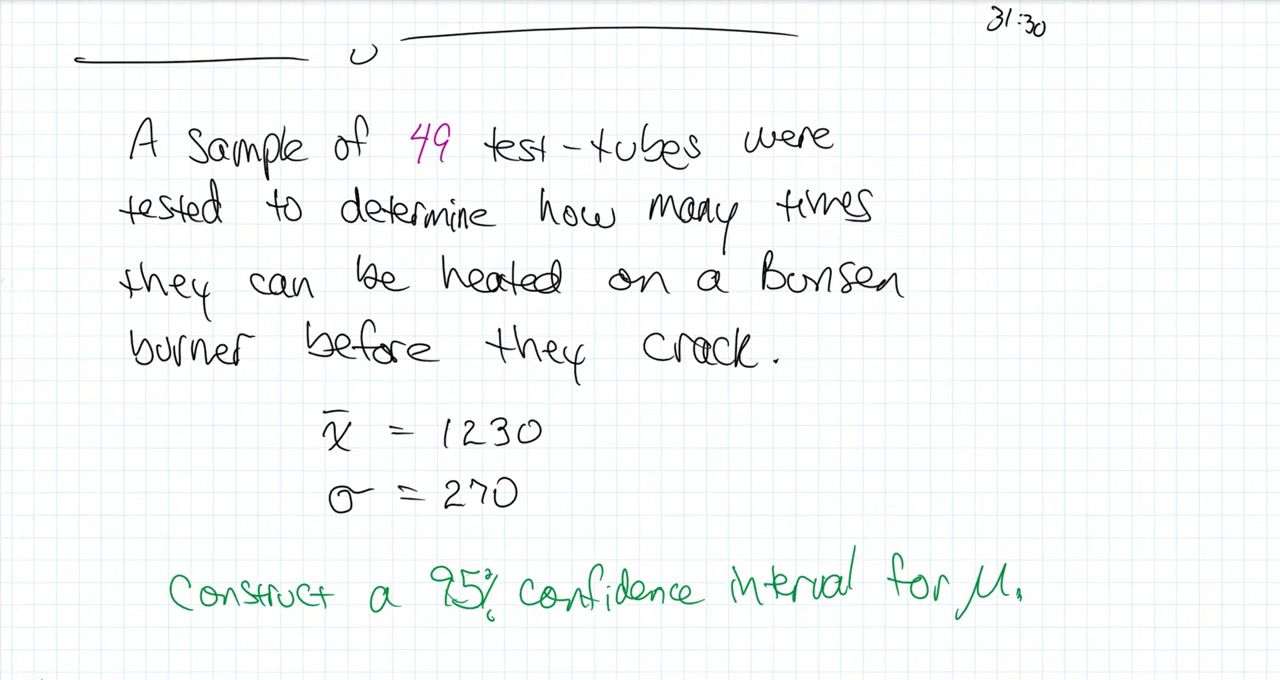 31:30
A sample of 49 test-tubes were
tested to determine how many times
they can be heated on a Bunsen
burner before they crack.
x̄ = 1230
σ = 270
Construct a 95% confidence interval for μ.